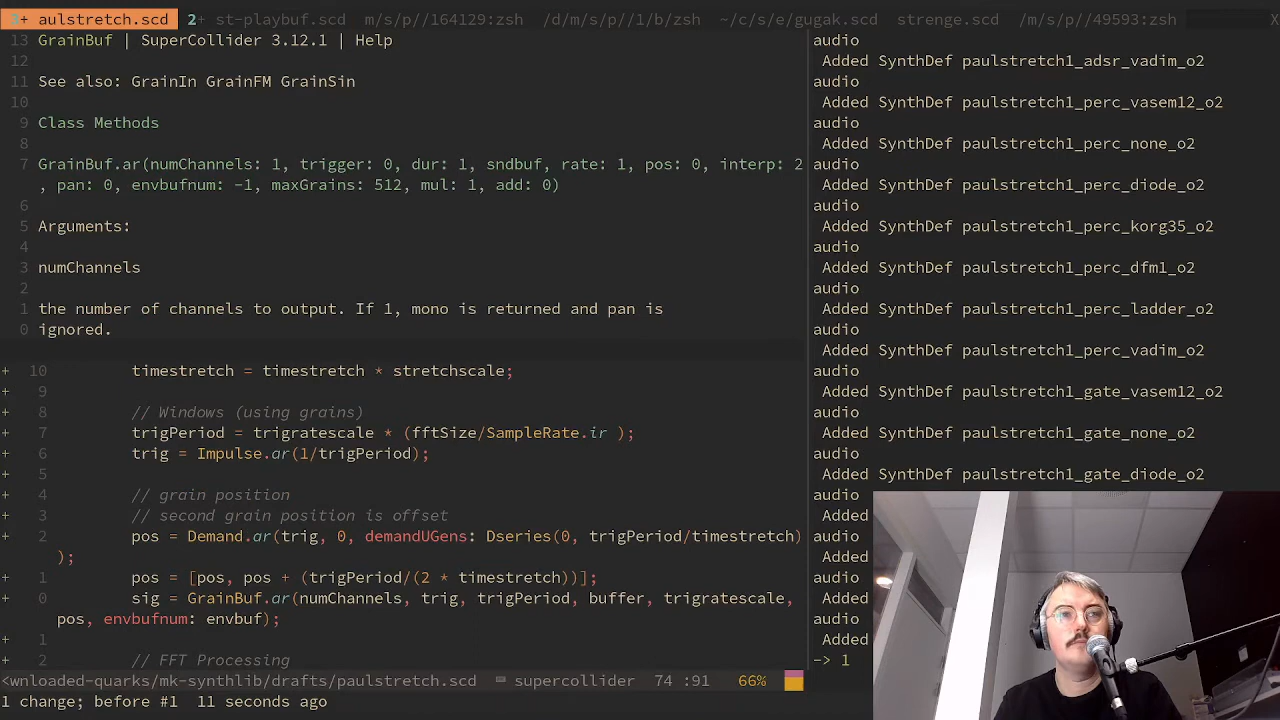 1+ aulstretch.scd  2+ st-playbuf.scd  m/s/p//164129:zsh  /d/m/s/p//1/b/zsh  ~/c/s/e/gugak.scd  strenge.scd  /m/s/p//49593:zsh  X
13 GrainBuf | SuperCollider 3.12.1 | Help
12
11 See also: GrainIn GrainFM GrainSin
10
9 Class Methods
8
7 GrainBuf.ar(numChannels: 1, trigger: 0, dur: 1, sndbuf, rate: 1, pos: 0, interp: 2
, pan: 0, envbufnum: -1, maxGrains: 512, mul: 1, add: 0)
6
5 Arguments:
4
3 numChannels
2
1 the number of channels to output. If 1, mono is returned and pan is
0 ignored.
+ 10 timestretch = timestretch * stretchscale;
+ 9
+ 8 // Windows (using grains)
+ 7 trigPeriod = trigratescale * (fftSize/SampleRate.ir );
+ 6 trig = Impulse.ar(1/trigPeriod);
+ 5
+ 4 // grain position
+ 3 // second grain position is offset
+ 2 pos = Demand.ar(trig, 0, demandUGens: Dseries(0, trigPeriod/timestretch)
);
+ 1 pos = [pos, pos + (trigPeriod/(2 * timestretch))];
+ 0 sig = GrainBuf.ar(numChannels, trig, trigPeriod, buffer, trigratescale,
pos, envbufnum: envbuf);
+ 1
+ 2 // FFT Processing
<wnloaded-quarks/mk-synthlib/drafts/paulstretch.scd  supercollider  74 :91  66%
1 change; before #1  11 seconds ago
audio
Added SynthDef paulstretch1_adsr_vadim_o2
audio
Added SynthDef paulstretch1_perc_vasem12_o2
audio
Added SynthDef paulstretch1_perc_none_o2
audio
Added SynthDef paulstretch1_perc_diode_o2
audio
Added SynthDef paulstretch1_perc_korg35_o2
audio
Added SynthDef paulstretch1_perc_dfm1_o2
audio
Added SynthDef paulstretch1_perc_ladder_o2
audio
Added SynthDef paulstretch1_perc_vadim_o2
audio
Added SynthDef paulstretch1_gate_vasem12_o2
audio
Added SynthDef paulstretch1_gate_none_o2
audio
Added SynthDef paulstretch1_gate_diode_o2
audio
Added
audio
Added
audio
Added
audio
Added
-> 1